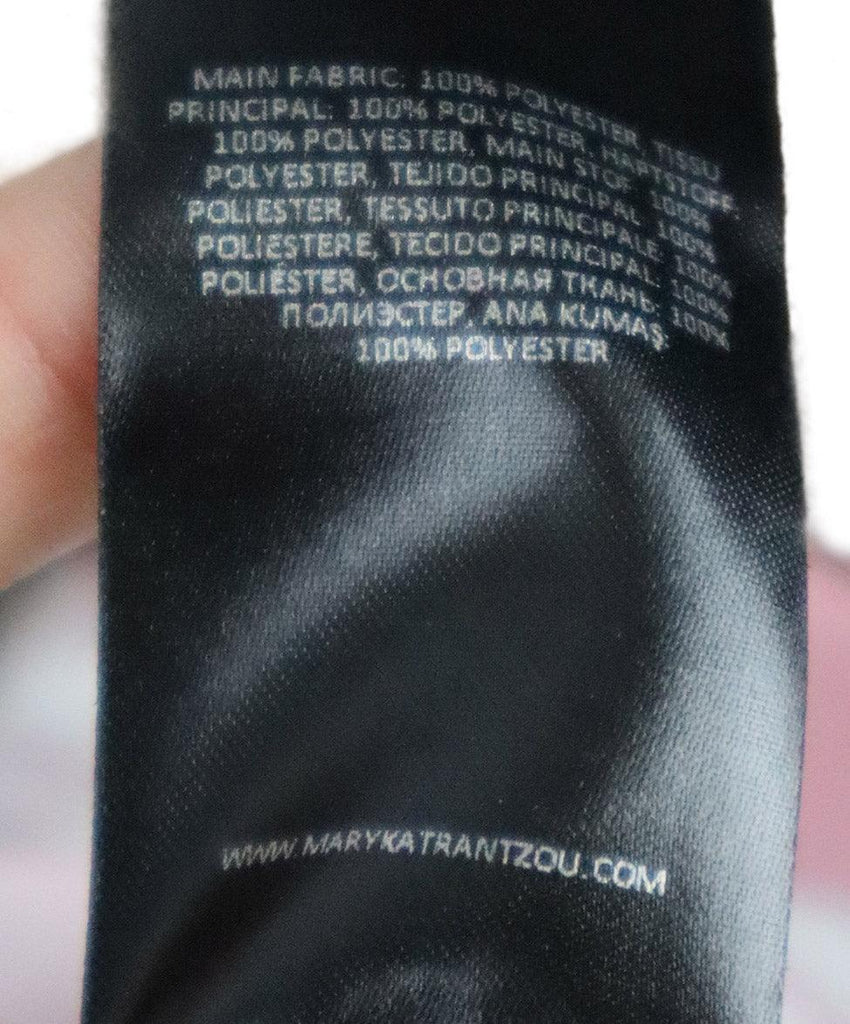 MAIN FABRIC: 100% POLYESTER, TISSU
PRINCIPAL: 100% POLYESTER, HAPTSTOFF:
100% POLYESTER, MAIN STOF: 100%
POLYESTER, TEJIDO PRINCIPAL: 100%
POLIESTER, TESSUTO PRINCIPALE: 100%
POLIESTERE, TECIDO PRINCIPAL: 100%
POLIÉSTER, ОСНОВНАЯ ТКАНЬ: 100%
ПОЛИЭСТЕР, ANA KUMAŞ:
100% POLYESTER
WWW.MARYKATRANTZOU.COM